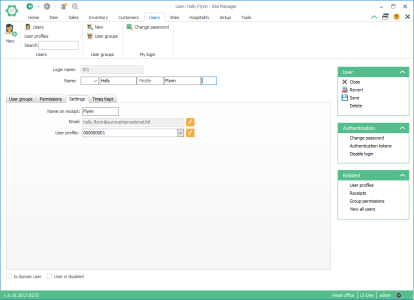 User: Holly Flynn - Site Manager
Home Item Sales Inventory Customers Users Sites Hospitality Setup Tools
New
Users
User profiles
Search
Users
New
User groups
User groups
Change password
My login
Login name: 301
Name: Holly Middle Flynn
User groups Permissions Settings Times Kept
Name on receipt: Flynn
Email: holly.flynn@aurorainternational.ltd
User profile: 000000001
User
Close
Revert
Save
Delete
Authentication
Change password
Authentication tokens
Disable login
Related
User profiles
Receipts
Group permissions
View all users
Is domain user User is disabled
v.9.10.2017.8272 Head office LS One admin